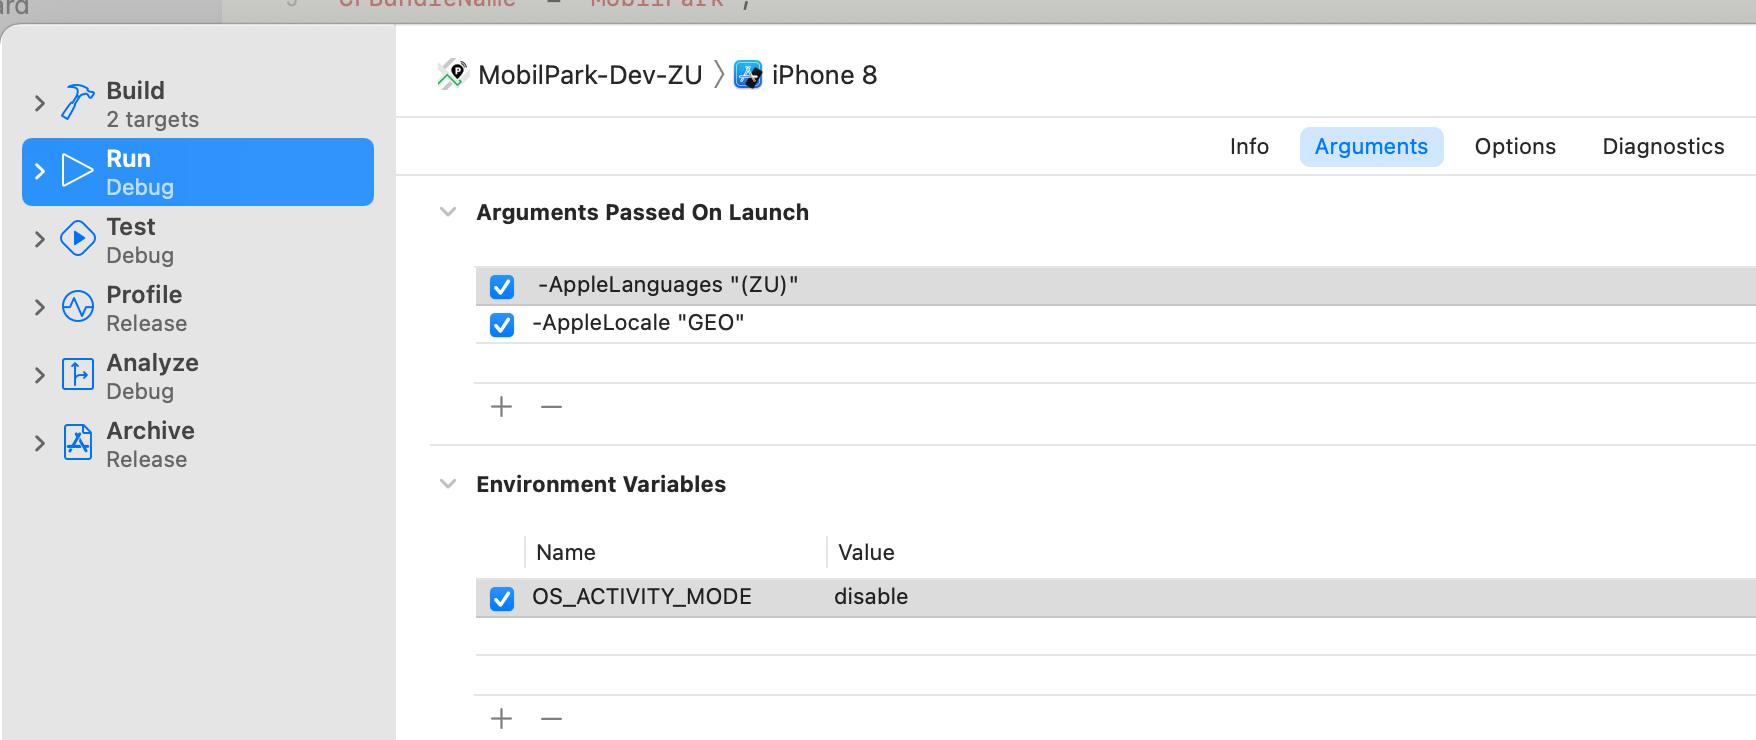 MobilPark-Dev-ZU
iPhone 8
Build
2 targets
Run
Debug
Test
Debug
Profile
Release
Analyze
Debug
Archive
Release
Info
Arguments
Options
Diagnostics
Arguments Passed On Launch
-AppleLanguages "(ZU)"
-AppleLocale "GEO"
Environment Variables
Name
Value
OS_ACTIVITY_MODE
disable